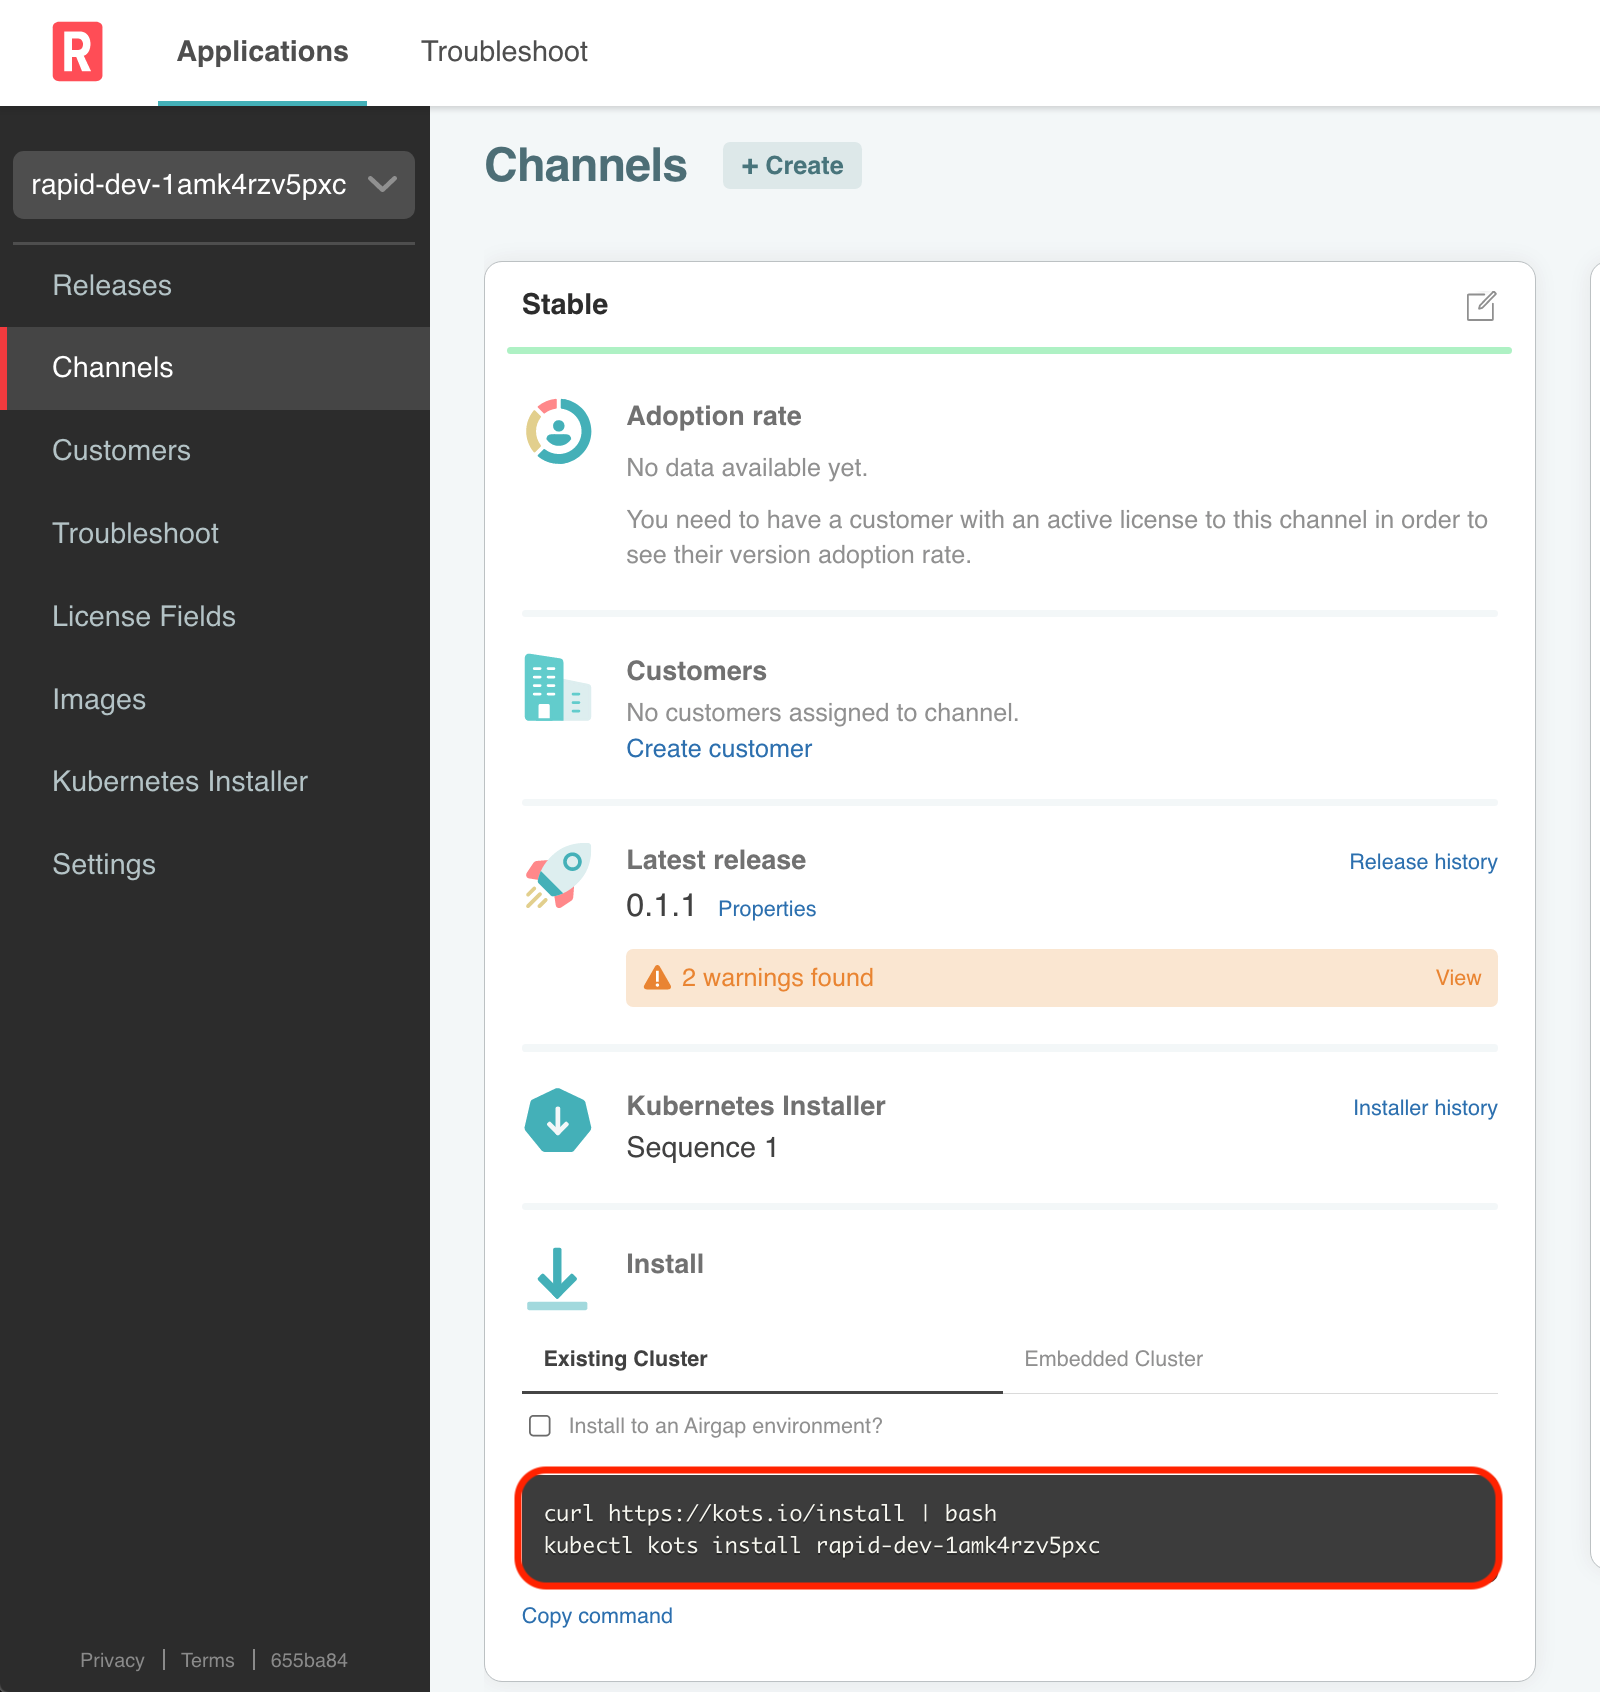 R
Applications
Troubleshoot
rapid-dev-1amk4rzv5pxc
Releases
Channels
Customers
Troubleshoot
License Fields
Images
Kubernetes Installer
Settings
Privacy | Terms | 655ba84
Channels
+ Create
Stable
Adoption rate
No data available yet.
You need to have a customer with an active license to this channel in order to
see their version adoption rate.
Customers
No customers assigned to channel.
Create customer
Latest release
Release history
0.1.1 Properties
2 warnings found
View
Kubernetes Installer
Installer history
Sequence 1
Install
Existing Cluster
Embedded Cluster
Install to an Airgap environment?
curl https://kots.io/install | bash
kubectl kots install rapid-dev-1amk4rzv5pxc
Copy command